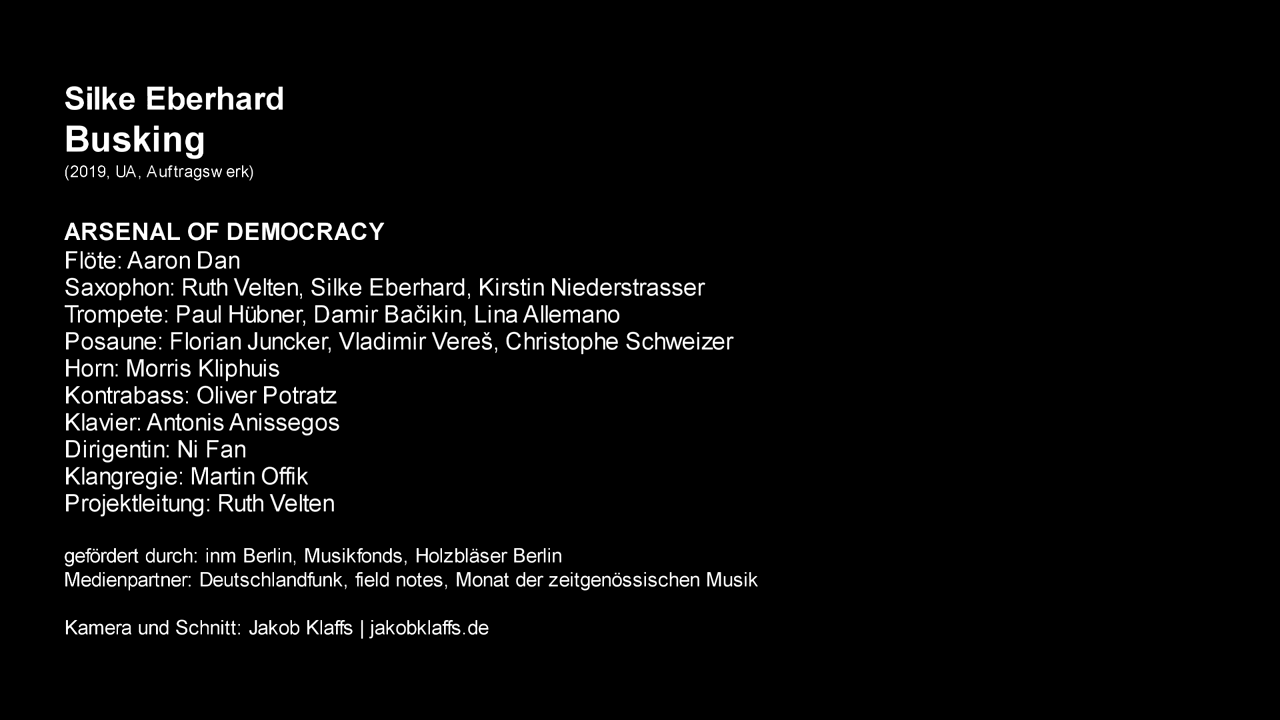 Silke Eberhard
Busking
(2019, UA, Auftragswerk)
ARSENAL OF DEMOCRACY
Flöte: Aaron Dan
Saxophon: Ruth Velten, Silke Eberhard, Kirstin Niederstrasser
Trompete: Paul Hübner, Damir Bačikin, Lina Allemano
Posaune: Florian Juncker, Vladimir Vereš, Christophe Schweizer
Horn: Morris Kliphuis
Kontrabass: Oliver Potratz
Klavier: Antonis Anissegos
Dirigentin: Ni Fan
Klangregie: Martin Offik
Projektleitung: Ruth Velten
gefördert durch: inm Berlin, Musikfonds, Holzbläser Berlin
Medienpartner: Deutschlandfunk, field notes, Monat der zeitgenössischen Musik
Kamera und Schnitt: Jakob Klaffs | jakobklaffs.de